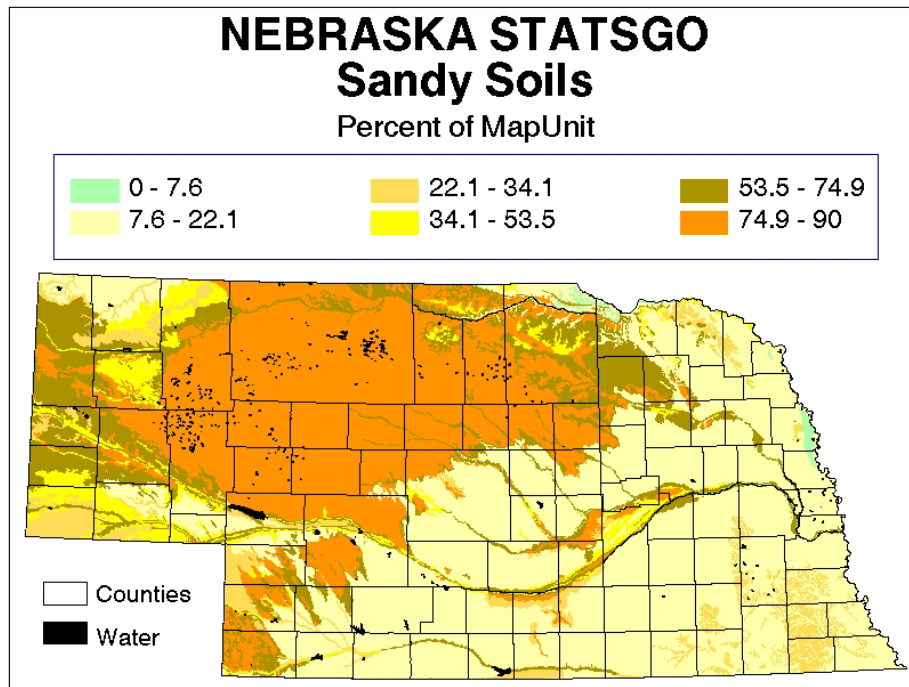 NEBRASKA STATSGO
Sandy Soils
Percent of MapUnit
0 - 7.6
22.1 - 34.1
53.5 - 74.9
7.6 - 22.1
34.1 - 53.5
74.9 - 90
Counties
Water